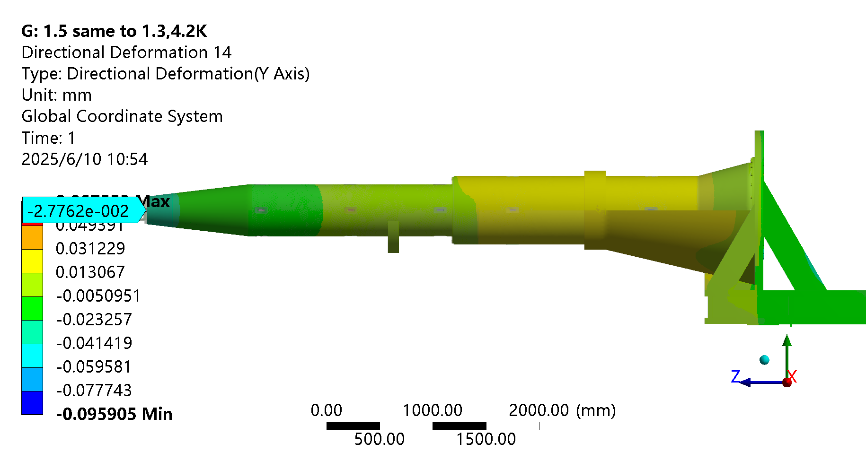 G: 1.5 same to 1.3,4.2K
Directional Deformation 14
Type: Directional Deformation(Y Axis)
Unit: mm
Global Coordinate System
Time: 1
2025/6/10 10:54
Max
-2.7762e-002
0.049391
0.031229
0.013067
-0.0050951
-0.023257
-0.041419
-0.059581
-0.077743
-0.095905 Min
Z
X
0.00 1000.00 2000.00 (mm)
500.00 1500.00